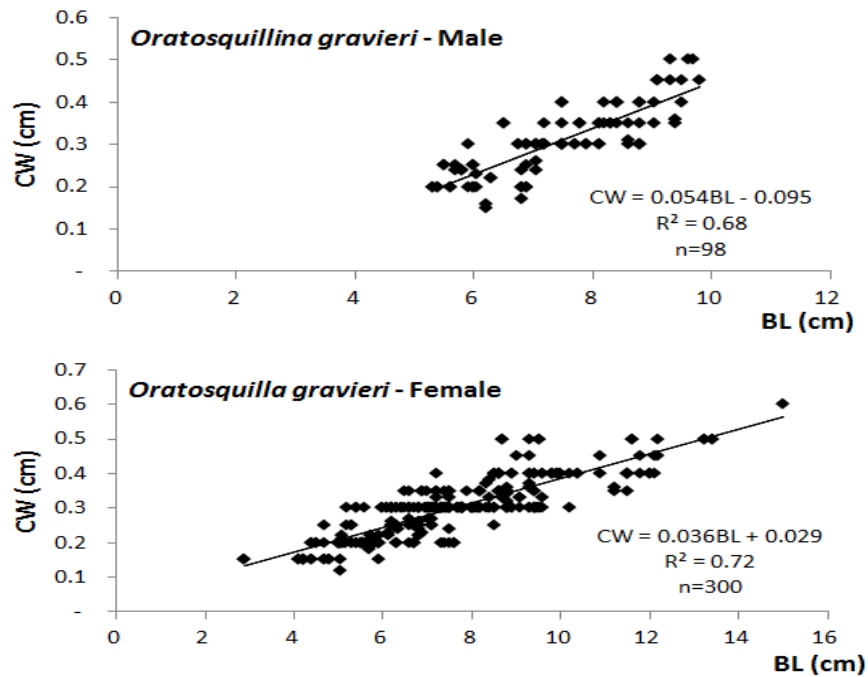 0.6
Oratosquillina gravieri - Male
0.5
0.4
CW (cm)
0.3
0.2
CW = 0.054BL - 0.095
R² = 0.68
0.1
n=98
-
0 2 4 6 8 10 12
BL (cm)
0.7
Oratosquilla gravieri - Female
0.6
0.5
0.4
CW (cm)
0.3
0.2
CW = 0.036BL + 0.029
R² = 0.72
0.1
n=300
-
0 2 4 6 8 10 12 14 16
BL (cm)